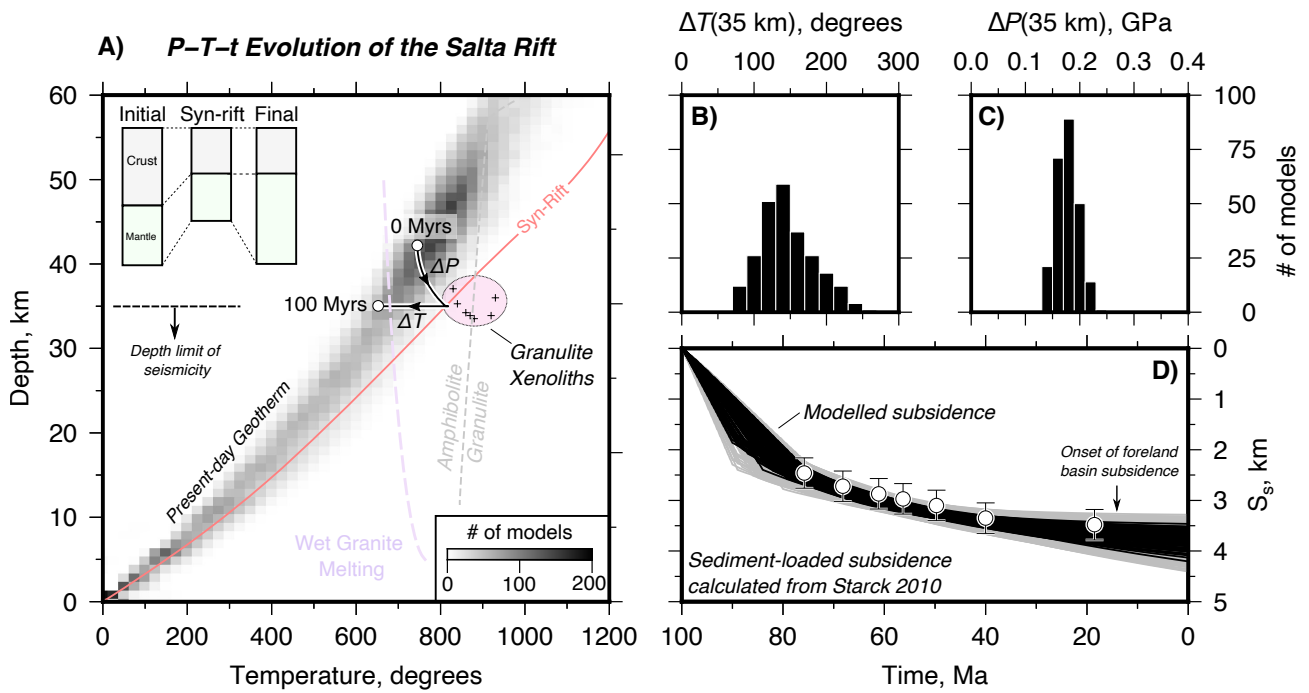 A) P–T–t Evolution of the Salta Rift
Depth, km
60
50
40
30
20
10
0
0 200 400 600 800 1000 1200
Temperature, degrees
Initial Syn-rift Final
Crust
Mantle
Depth limit of
seismicity
0 Myrs
ΔP
100 Myrs
ΔT
Syn-Rift
Granulite
Xenoliths
Amphibolite
Granulite
Present-day Geotherm
Wet Granite
Melting
# of models
0 100 200
ΔT(35 km), degrees
0 100 200 300
B)
ΔP(35 km), GPa
0.0 0.1 0.2 0.3 0.4
C)
100
75
50
25
0
# of models
D)
Modelled subsidence
Onset of foreland
basin subsidence
Sediment-loaded subsidence
calculated from Starck 2010
0
1
2
3
4
5
Ss, km
100 80 60 40 20 0
Time, Ma